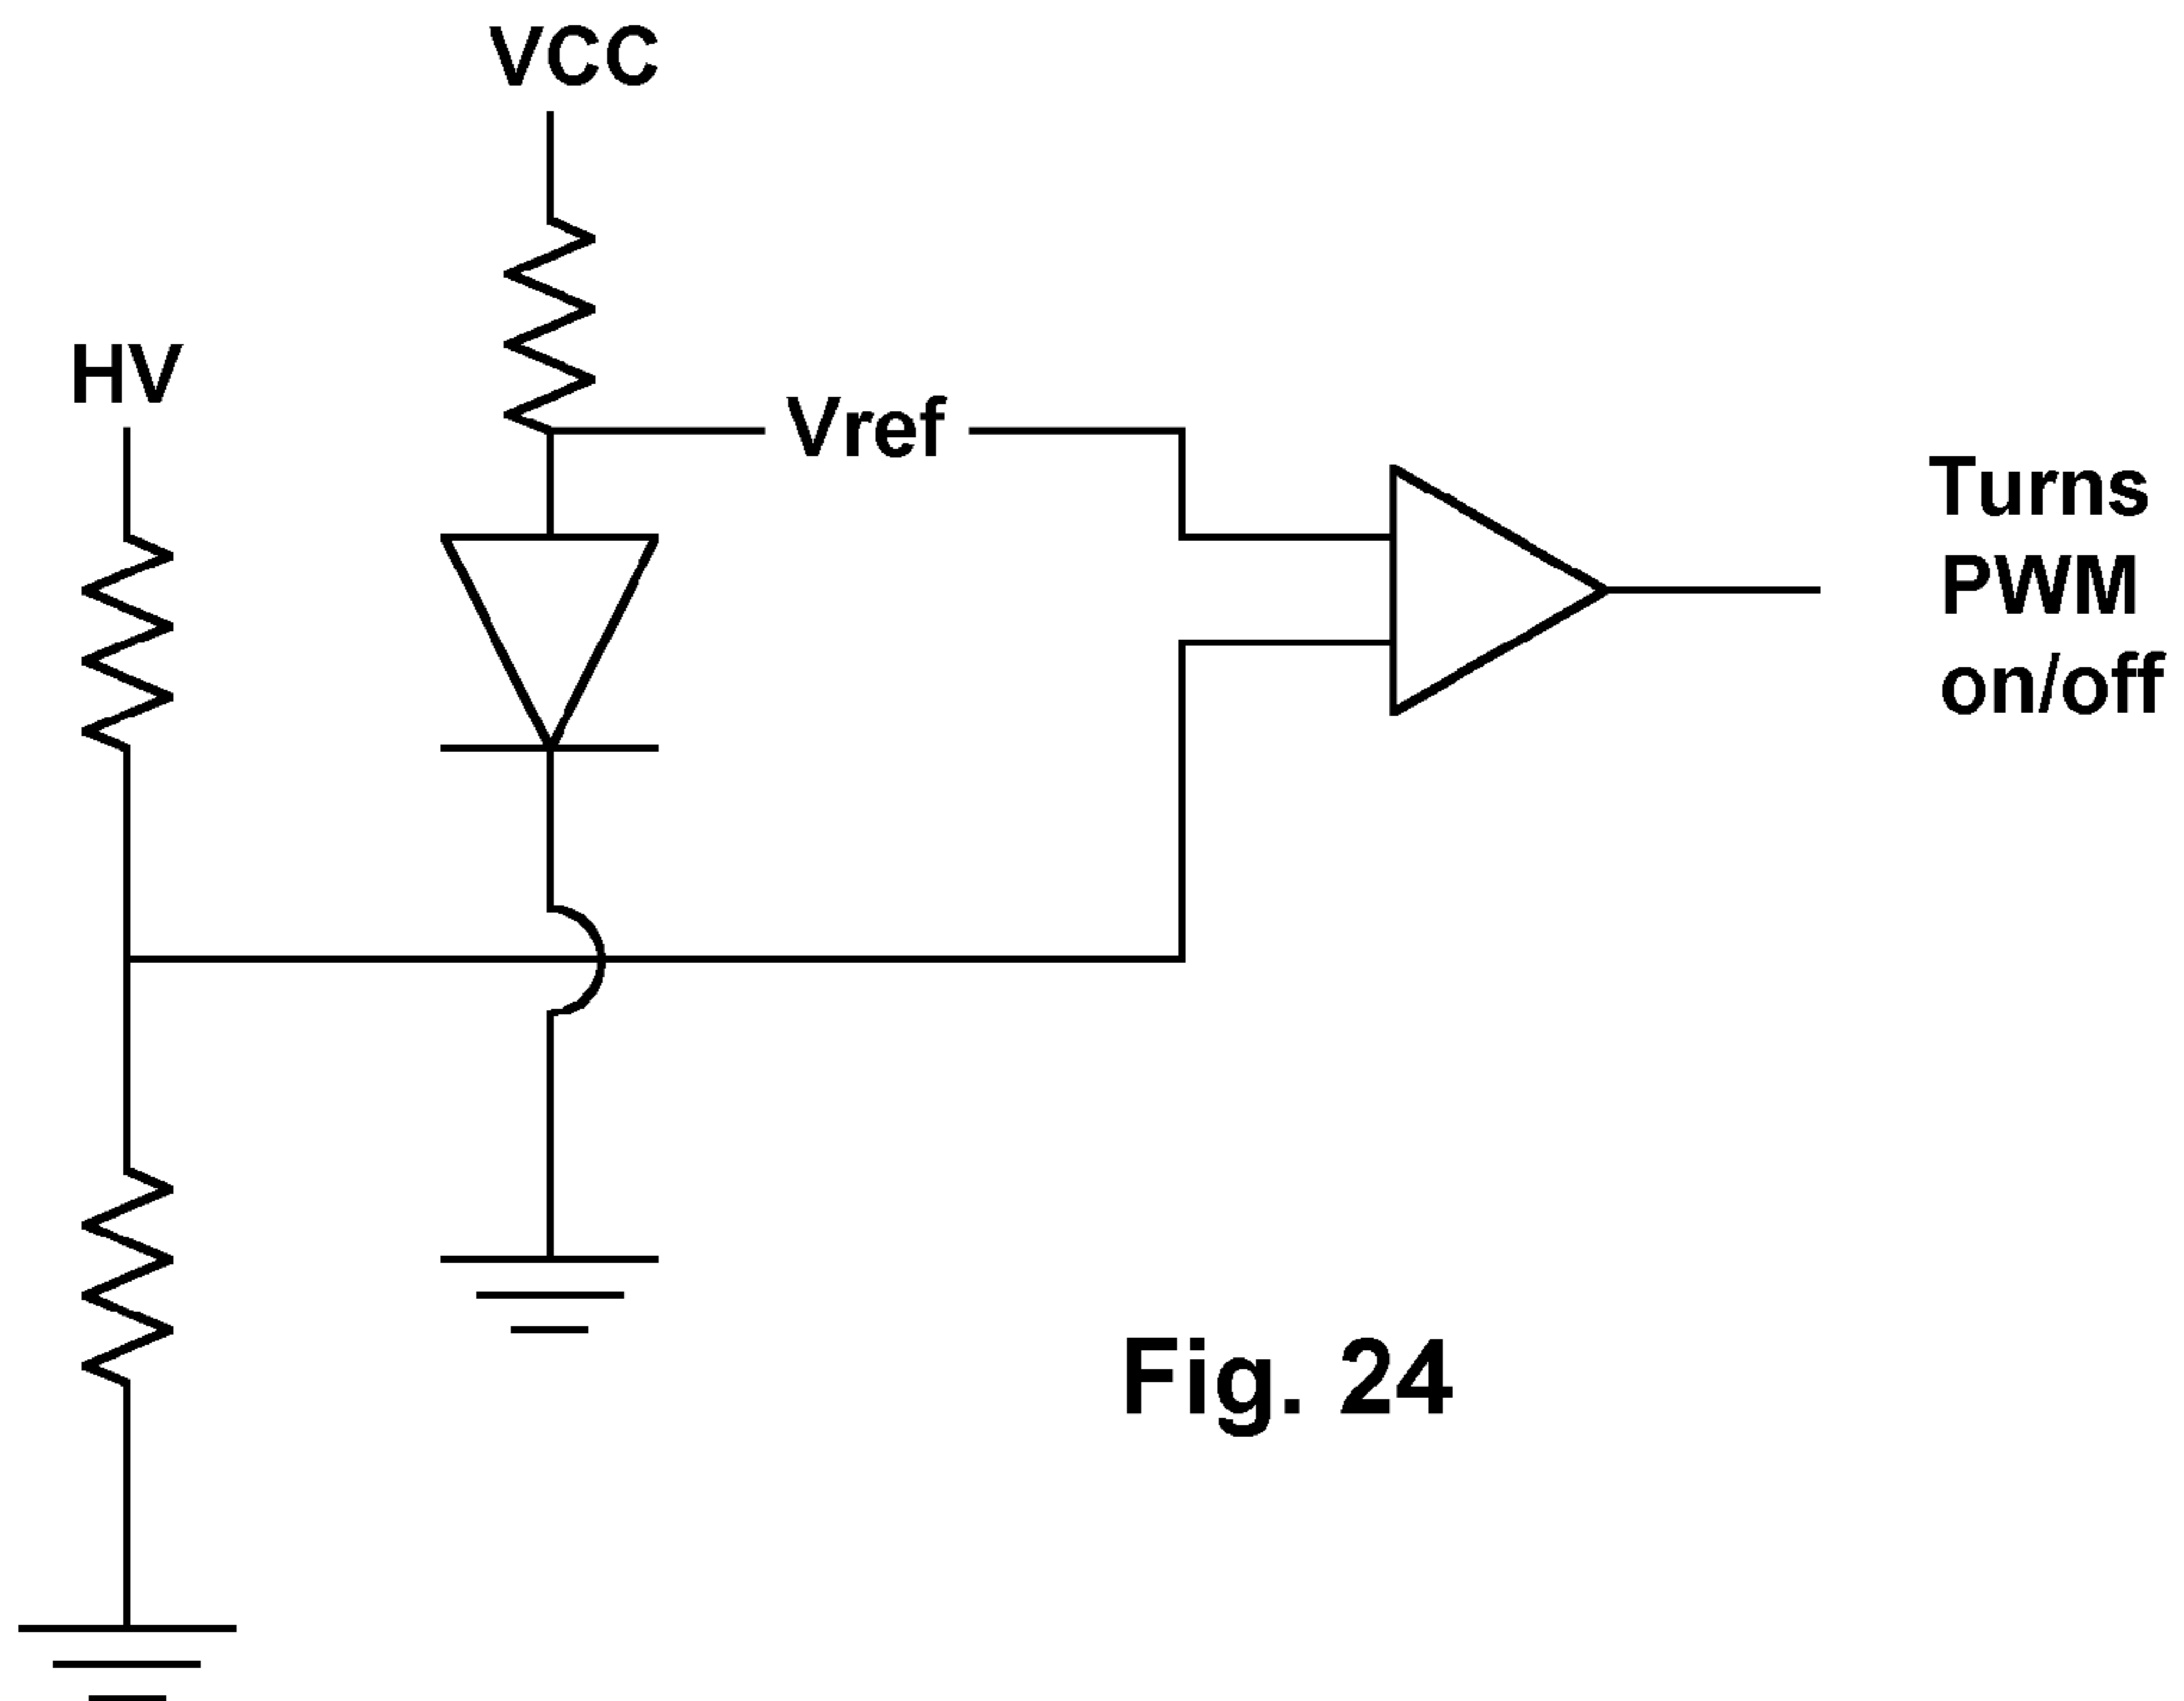 VCC
HV
Vref
Turns
PWM
on/off
Fig. 24